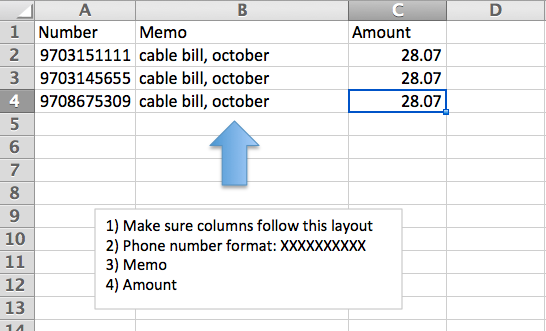 A B C D
1 Number Memo Amount
2 9703151111 cable bill, october 28.07
3 9703145655 cable bill, october 28.07
4 9708675309 cable bill, october 28.07
5
6
7
8
9
10
11
12
13
14
1) Make sure columns follow this layout
2) Phone number format: XXXXXXXXXX
3) Memo
4) Amount